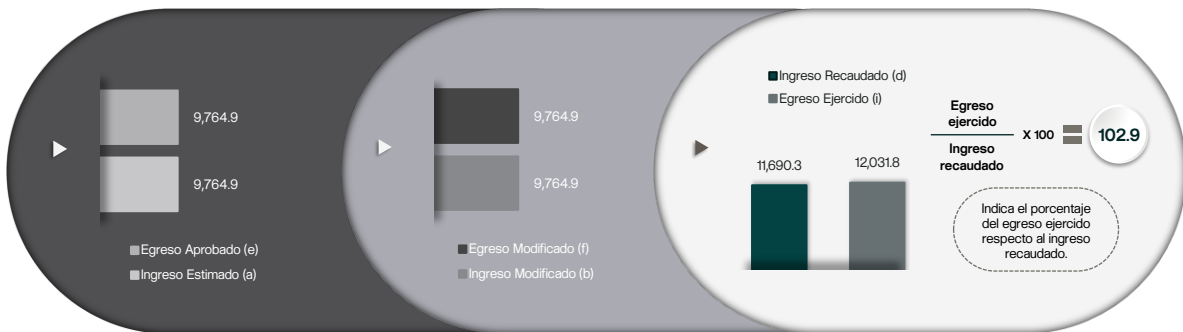 9,764.9
9,764.9
Egreso Aprobado (e)
Ingreso Estimado (a)
9,764.9
9,764.9
Egreso Modificado (f)
Ingreso Modificado (b)
Ingreso Recaudado (d)
Egreso Ejercido (i)
11,690.3
12,031.8
Egreso
ejercido
Ingreso
recaudado
X 100
102.9
Indica el porcentaje
del egreso ejercido
respecto al ingreso
recaudado.